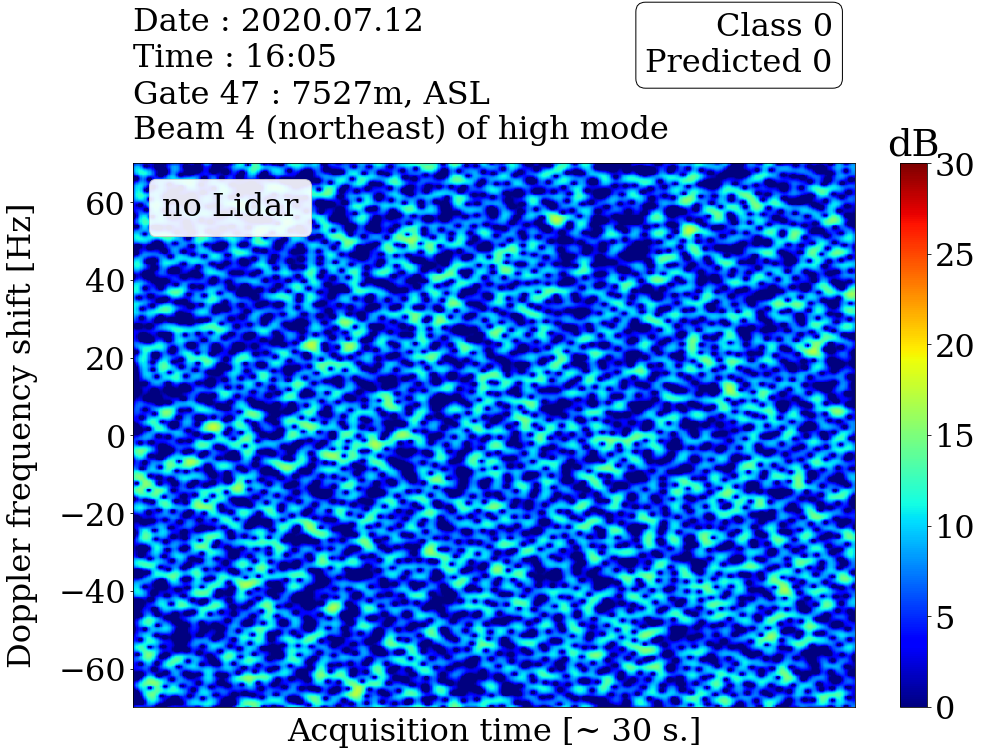 Date : 2020.07.12
Time : 16:05
Gate 47 : 7527m, ASL
Beam 4 (northeast) of high mode
Class 0
Predicted 0
dB
no Lidar
Doppler frequency shift [Hz]
60
40
20
0
−20
−40
−60
Acquisition time [~ 30 s.]
30
25
20
15
10
5
0